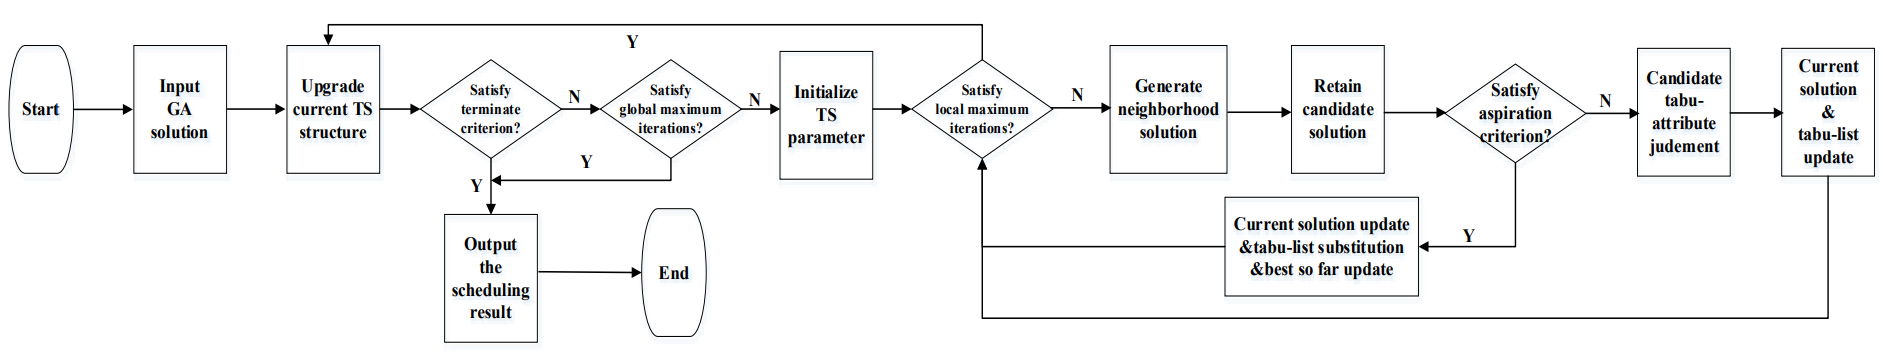 Start
Input
GA
solution
Upgrade
current TS
structure
Y
Satisfy
terminate
criterion?
N
Satisfy
global maximum
iterations?
N
Y
Y
Initialize
TS
parameter
Satisfy
local maximum
iterations?
N
Generate
neighborhood
solution
Retain
candidate
solution
Satisfy
aspiration
criterion?
N
Candidate
tabu-
attribute
judement
Current
solution
&
tabu-list
update
Output
the
scheduling
result
End
Current solution update
&tabu-list substitution
&best so far update
Y